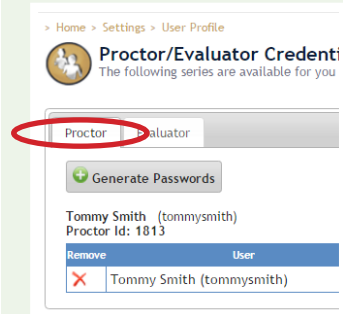 > Home > Settings > User Profile
Proctor/Evaluator Credenti
The following series are available for you
Proctor
aluator
Generate Passwords
Tommy Smith (tommysmith)
Proctor Id: 1813
Remove User
Tommy Smith (tommysmith)